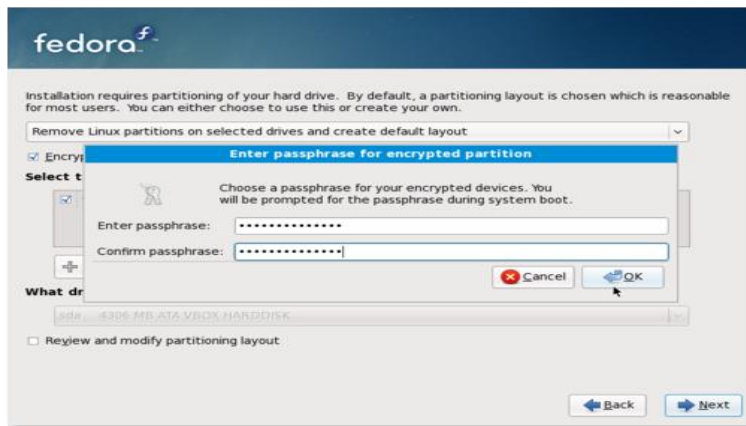 fedora
Installation requires partitioning of your hard drive. By default, a partitioning layout is chosen which is reasonable
for most users. You can either choose to use this or create your own.
Remove Linux partitions on selected drives and create default layout
Encry
Enter passphrase for encrypted partition
Select t
Choose a passphrase for your encrypted devices. You
will be prompted for the passphrase during system boot.
Enter passphrase: ••••••••••••••
Confirm passphrase: ••••••••••••••
Cancel OK
What dr
sda 4306 MB ATA VBOX HARDDISK
Review and modify partitioning layout
Back Next